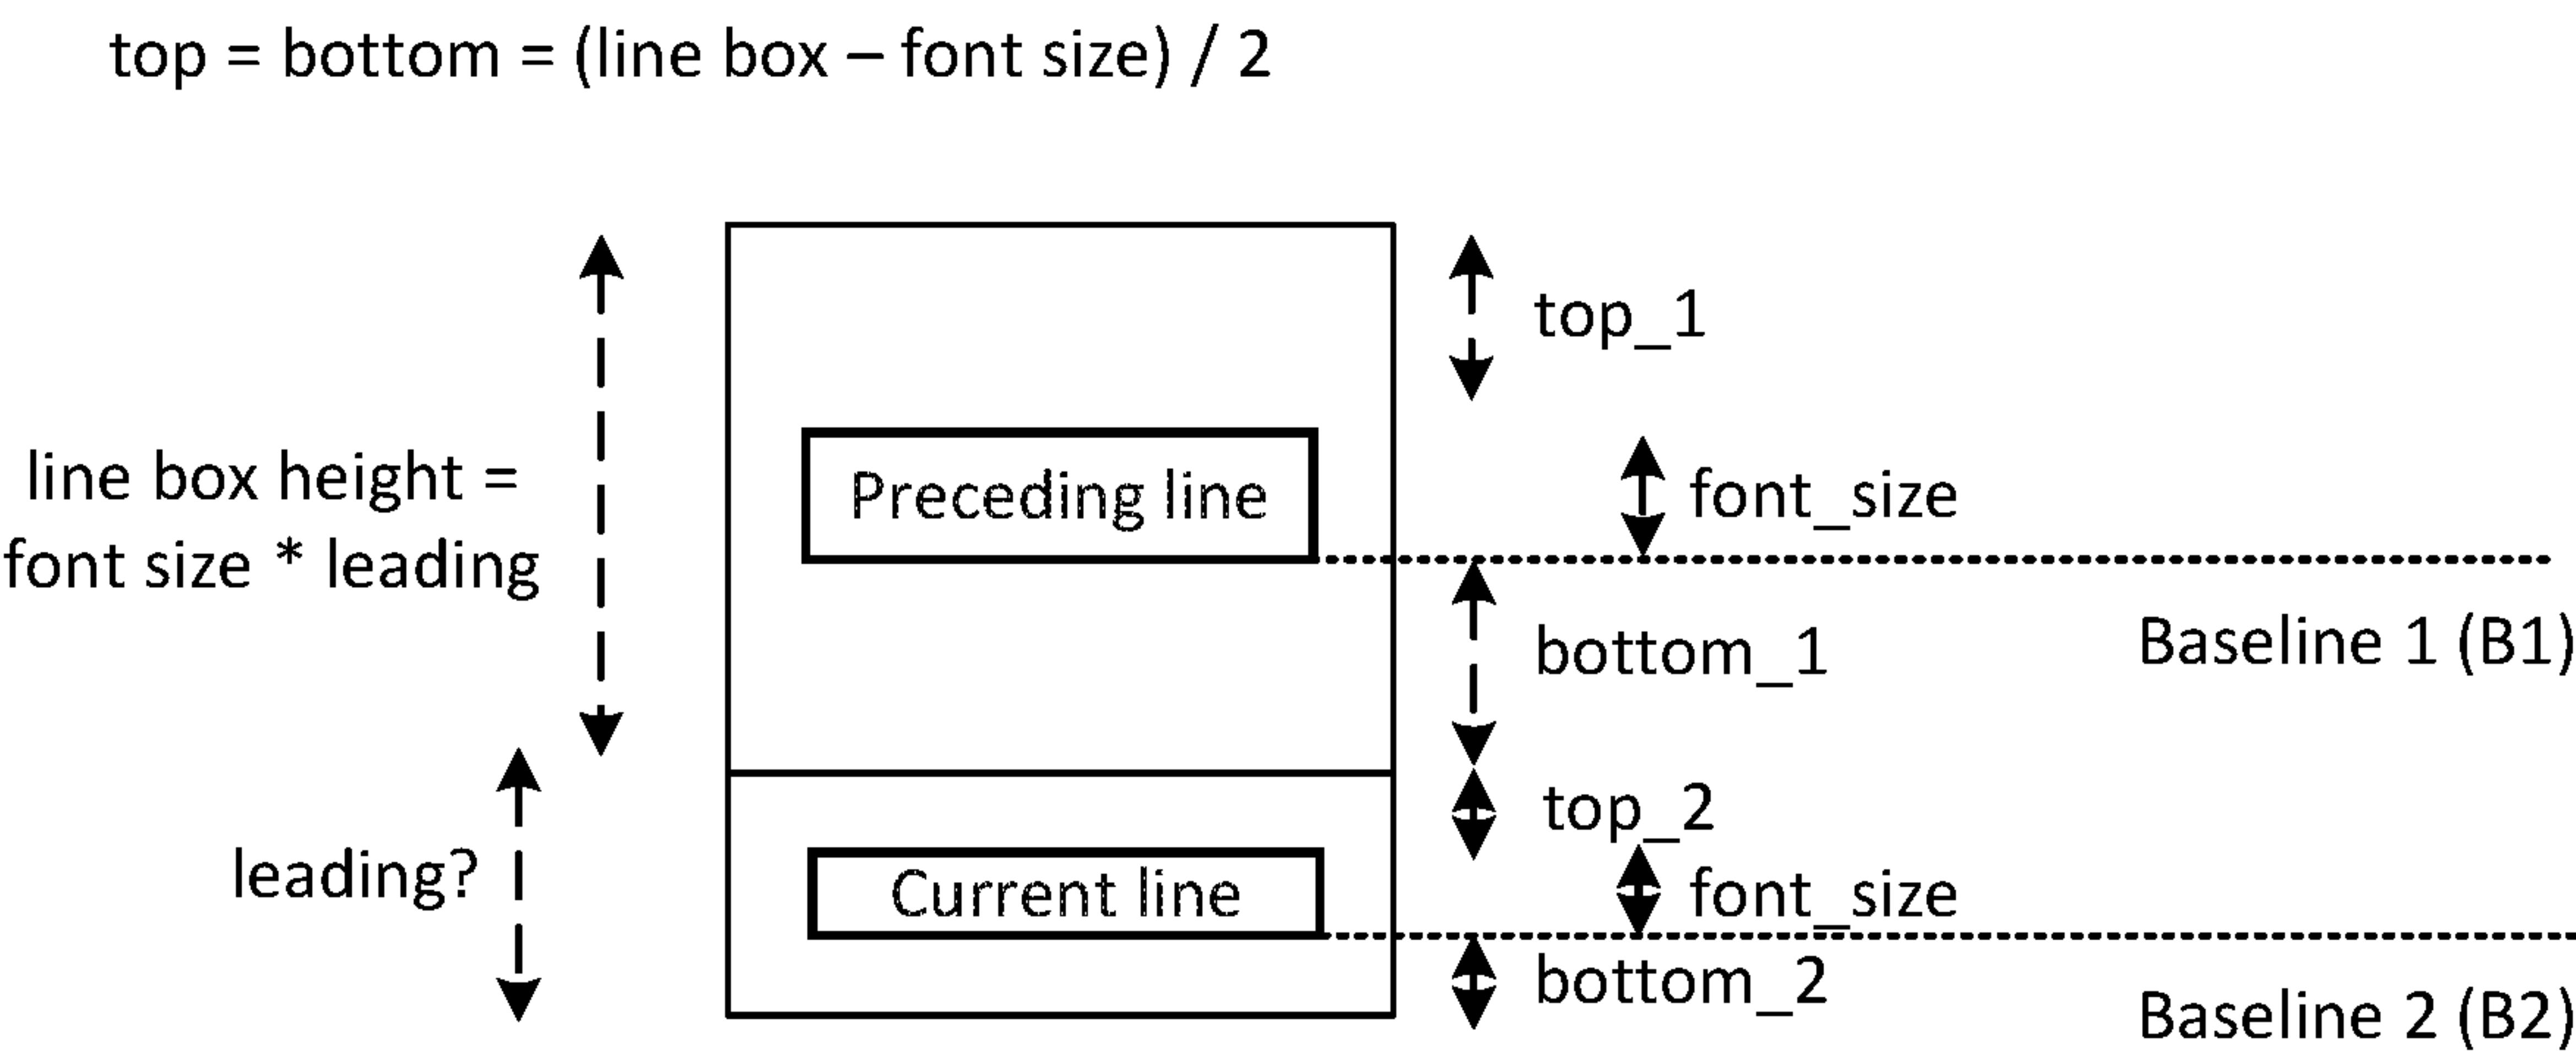 top = bottom = (line box – font size) / 2
top_1
line box height =
font size * leading
Preceding line
font_size
Baseline 1 (B1)
bottom_1
top_2
leading?
Current line
font_size
bottom_2
Baseline 2 (B2)